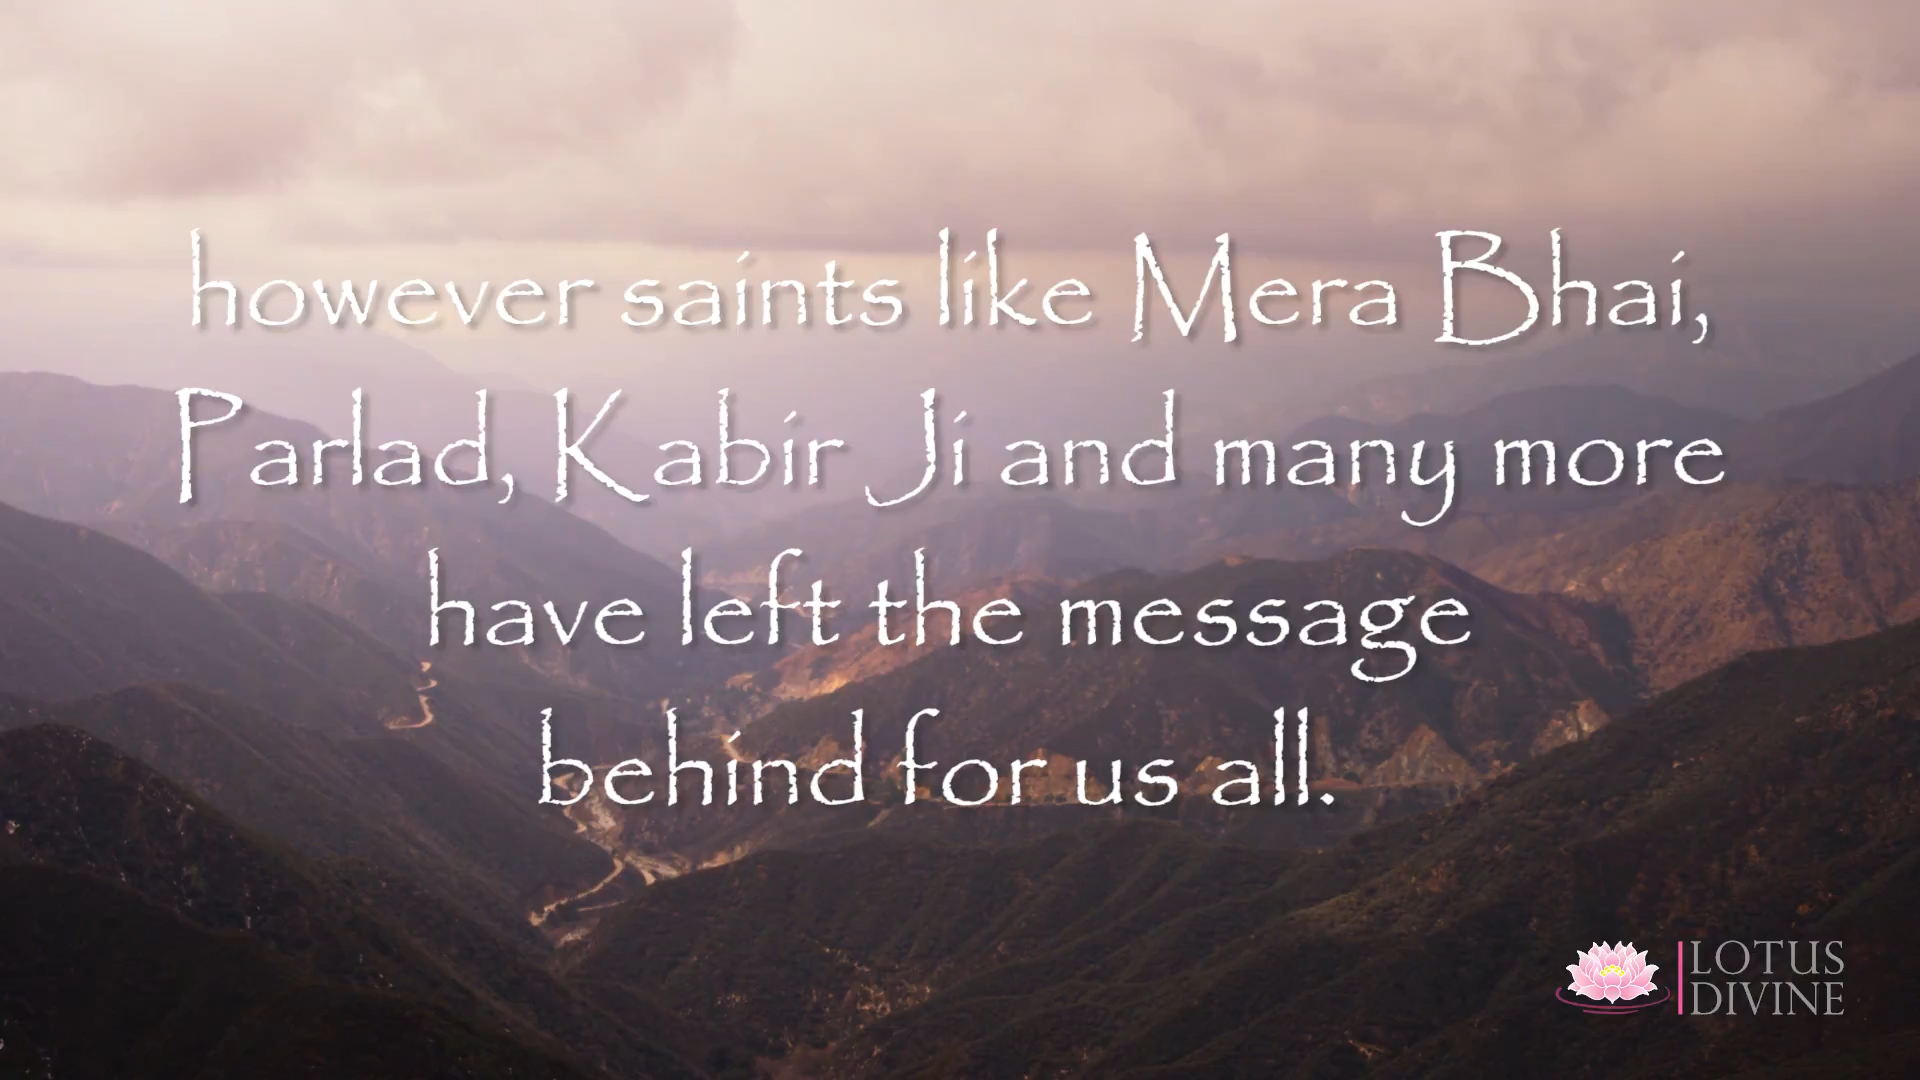 however saints like Mera Bhai,
Parlad, Kabir Ji and many more
have left the message
behind for us all.
LOTUS
DIVINE